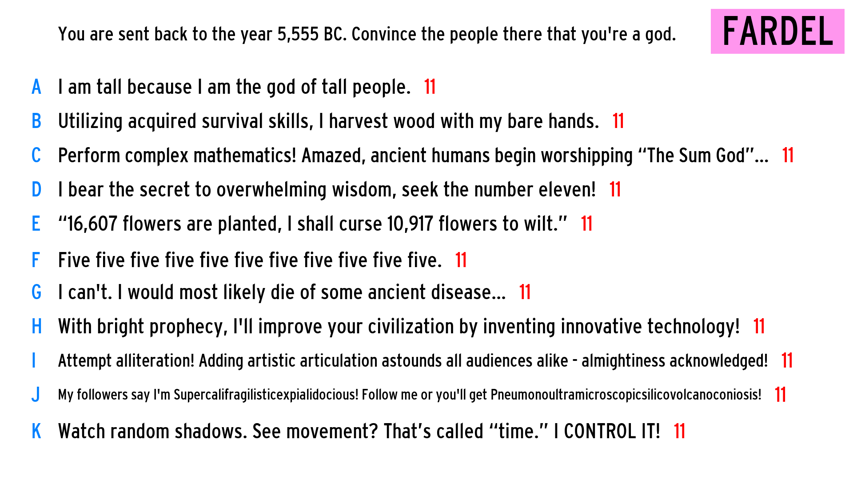 You are sent back to the year 5,555 BC. Convince the people there that you're a god.
FARDEL
A I am tall because I am the god of tall people. 11
B Utilizing acquired survival skills, I harvest wood with my bare hands. 11
C Perform complex mathematics! Amazed, ancient humans begin worshipping “The Sum God”... 11
D I bear the secret to overwhelming wisdom, seek the number eleven! 11
E “16,607 flowers are planted, I shall curse 10,917 flowers to wilt.” 11
F Five five five five five five five five five five five. 11
G I can't. I would most likely die of some ancient disease... 11
H With bright prophecy, I'll improve your civilization by inventing innovative technology! 11
I Attempt alliteration! Adding artistic articulation astounds all audiences alike - almightiness acknowledged! 11
J My followers say I'm Supercalifragilisticexpialidocious! Follow me or you'll get Pneumonoultramicroscopicsilicovolcanoconiosis! 11
K Watch random shadows. See movement? That’s called “time.” I CONTROL IT! 11